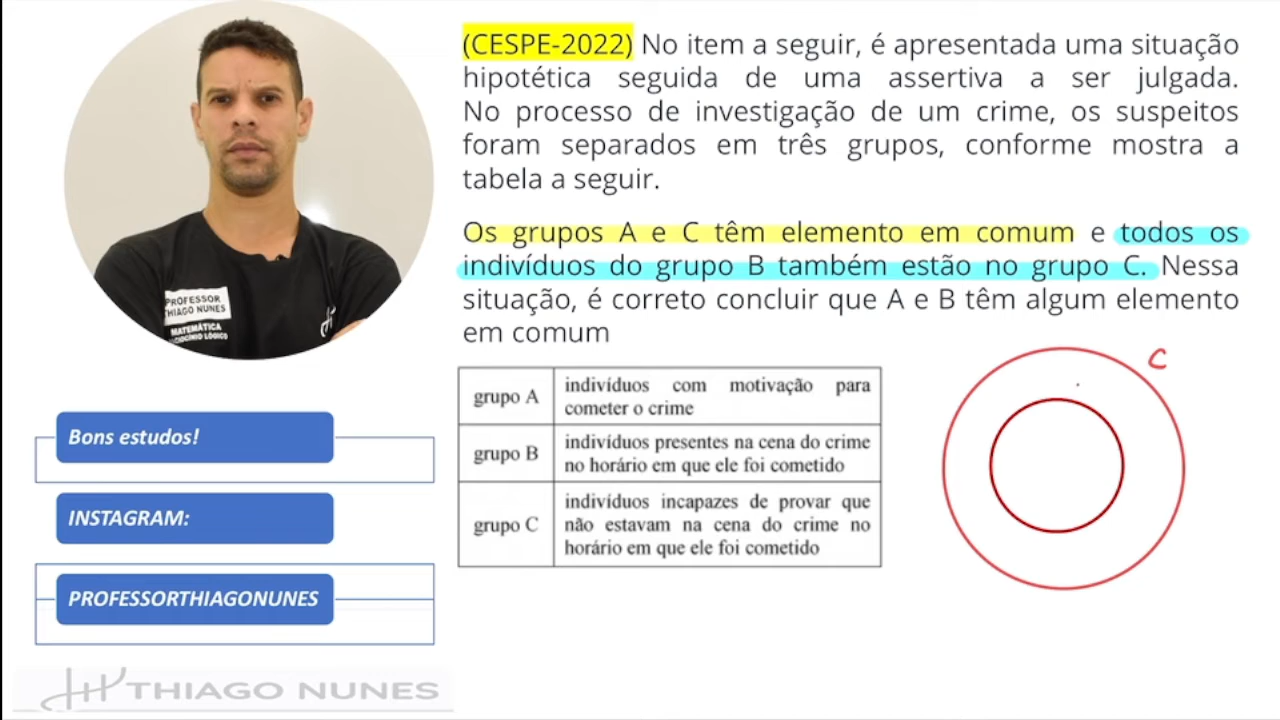 (CESPE-2022) No item a seguir, é apresentada uma situação
hipotética seguida de uma assertiva a ser julgada.
No processo de investigação de um crime, os suspeitos
foram separados em três grupos, conforme mostra a
tabela a seguir.
Os grupos A e C têm elemento em comum e todos os
indivíduos do grupo B também estão no grupo C. Nessa
situação, é correto concluir que A e B têm algum elemento
em comum
grupo A
indivíduos com motivação para
cometer o crime
grupo B
indivíduos presentes na cena do crime
no horário em que ele foi cometido
grupo C
indivíduos incapazes de provar que
não estavam na cena do crime no
horário em que ele foi cometido
C
PROFESSOR
THIAGO NUNES
MATEMÁTICA
Bons estudos!
INSTAGRAM:
PROFESSORTHIAGONUNES
THIAGO NUNES